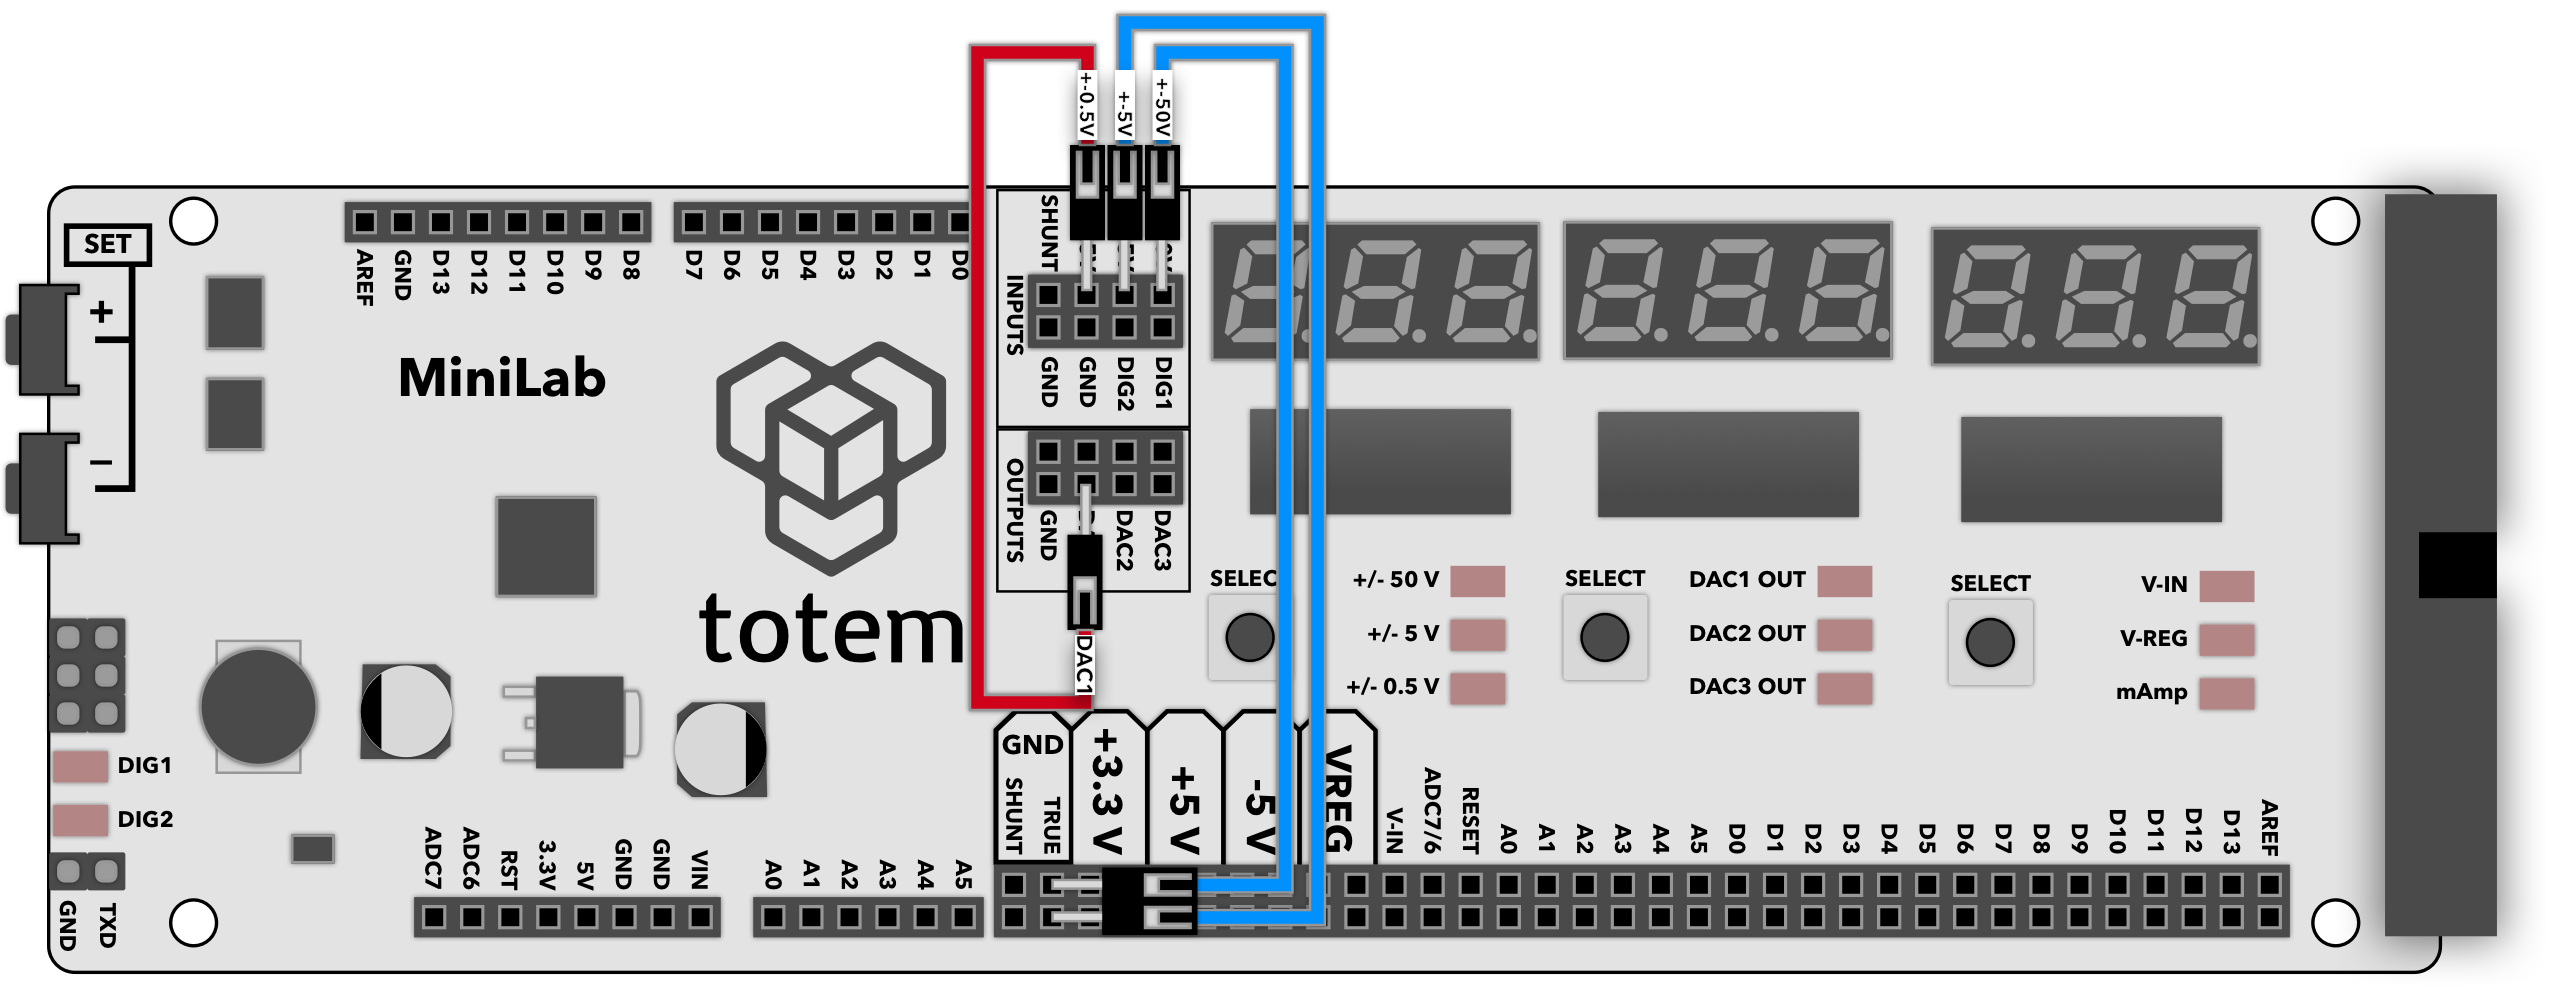 +-0.5V
+-5V
+-50V
SET
+
–
AREF
GND
D13
D12
D11
D10
D9
D8
D7
D6
D5
D4
D3
D2
D1
D0
SHUNT
INPUTS
GND
GND
DIG2
DIG1
OUTPUTS
GND
DAC2
DAC3
DAC1
MiniLab
totem
+/- 50 V
+/- 5 V
+/- 0.5 V
SELECT
DAC1 OUT
DAC2 OUT
DAC3 OUT
SELECT
V-IN
V-REG
mAmp
DIG1
DIG2
GND
TXD
ADC7
ADC6
RST
3.3V
5V
GND
GND
VIN
A0
A1
A2
A3
A4
A5
GND
SHUNT
TRUE
+3.3 V
+5 V
-5 V
VREG
V-IN
ADC7/6
RESET
A0
A1
A2
A3
A4
A5
D0
D1
D2
D3
D4
D5
D6
D7
D8
D9
D10
D11
D12
D13
AREF